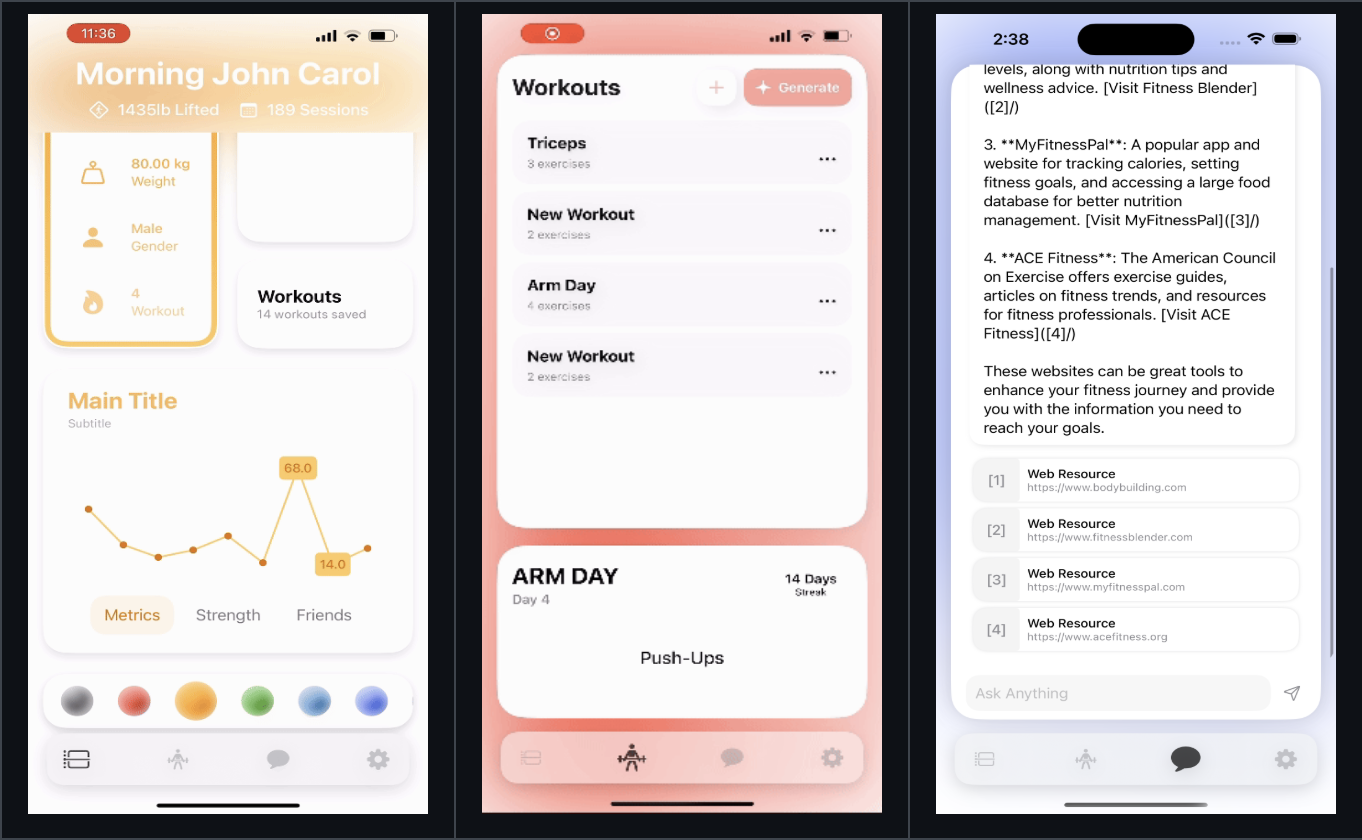 11:36
Morning John Carol
1435lb Lifted
189 Sessions
80.00 kg
Weight
Male
Gender
4
Workout
Workouts
14 workouts saved
Main Title
Subtitle
68.0
14.0
Metrics
Strength
Friends
Workouts
+
Generate
Triceps
3 exercises
...
New Workout
2 exercises
...
Arm Day
4 exercises
...
New Workout
2 exercises
...
ARM DAY
Day 4
14 Days
Streak
Push-Ups
2:38
levels, along with nutrition tips and
wellness advice. [Visit Fitness Blender]
([2]/)
3. **MyFitnessPal**: A popular app and
website for tracking calories, setting
fitness goals, and accessing a large food
database for better nutrition
management. [Visit MyFitnessPal]([3]/)
4. **ACE Fitness**: The American Council
on Exercise offers exercise guides,
articles on fitness trends, and resources
for fitness professionals. [Visit ACE
Fitness]([4]/)
These websites can be great tools to
enhance your fitness journey and provide
you with the information you need to
reach your goals.
[1]
Web Resource
https://www.bodybuilding.com
[2]
Web Resource
https://www.fitnessblender.com
[3]
Web Resource
https://www.myfitnesspal.com
[4]
Web Resource
https://www.acefitness.org
Ask Anything